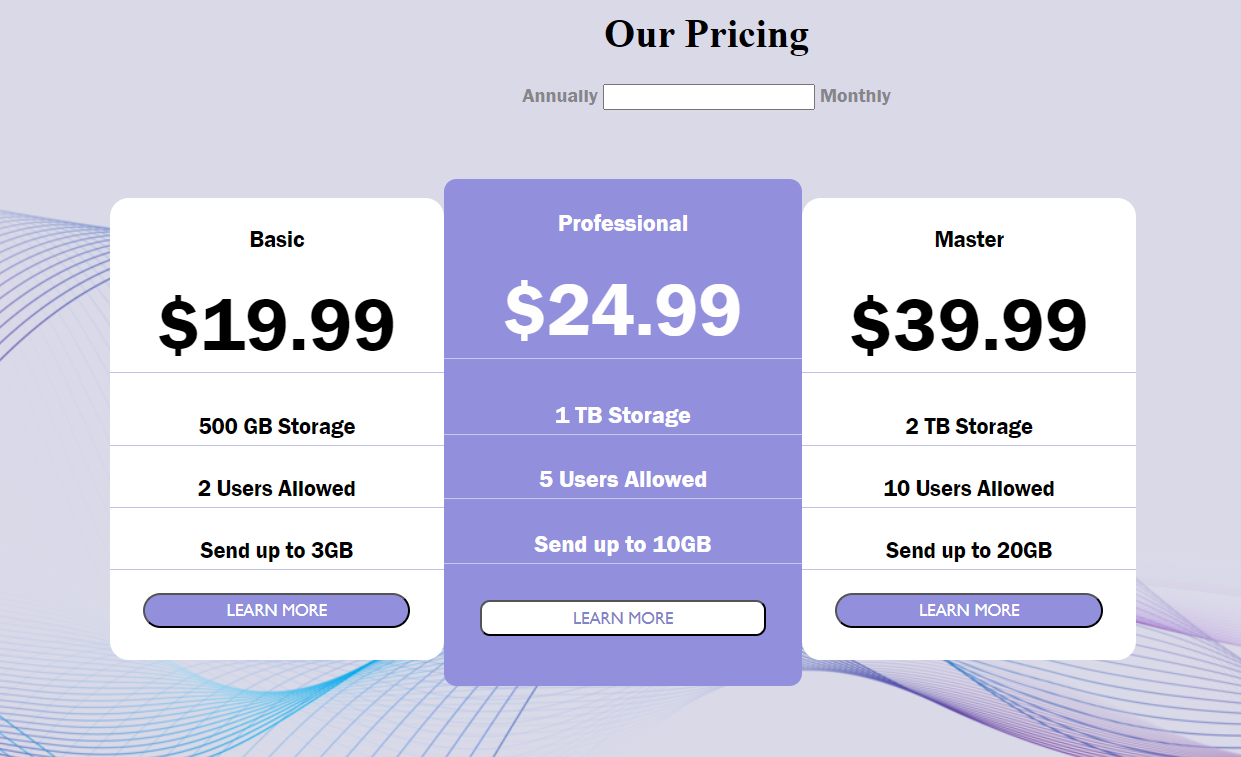 Our Pricing
Annually Monthly
Basic
$19.99
500 GB Storage
2 Users Allowed
Send up to 3GB
LEARN MORE
Professional
$24.99
1 TB Storage
5 Users Allowed
Send up to 10GB
LEARN MORE
Master
$39.99
2 TB Storage
10 Users Allowed
Send up to 20GB
LEARN MORE